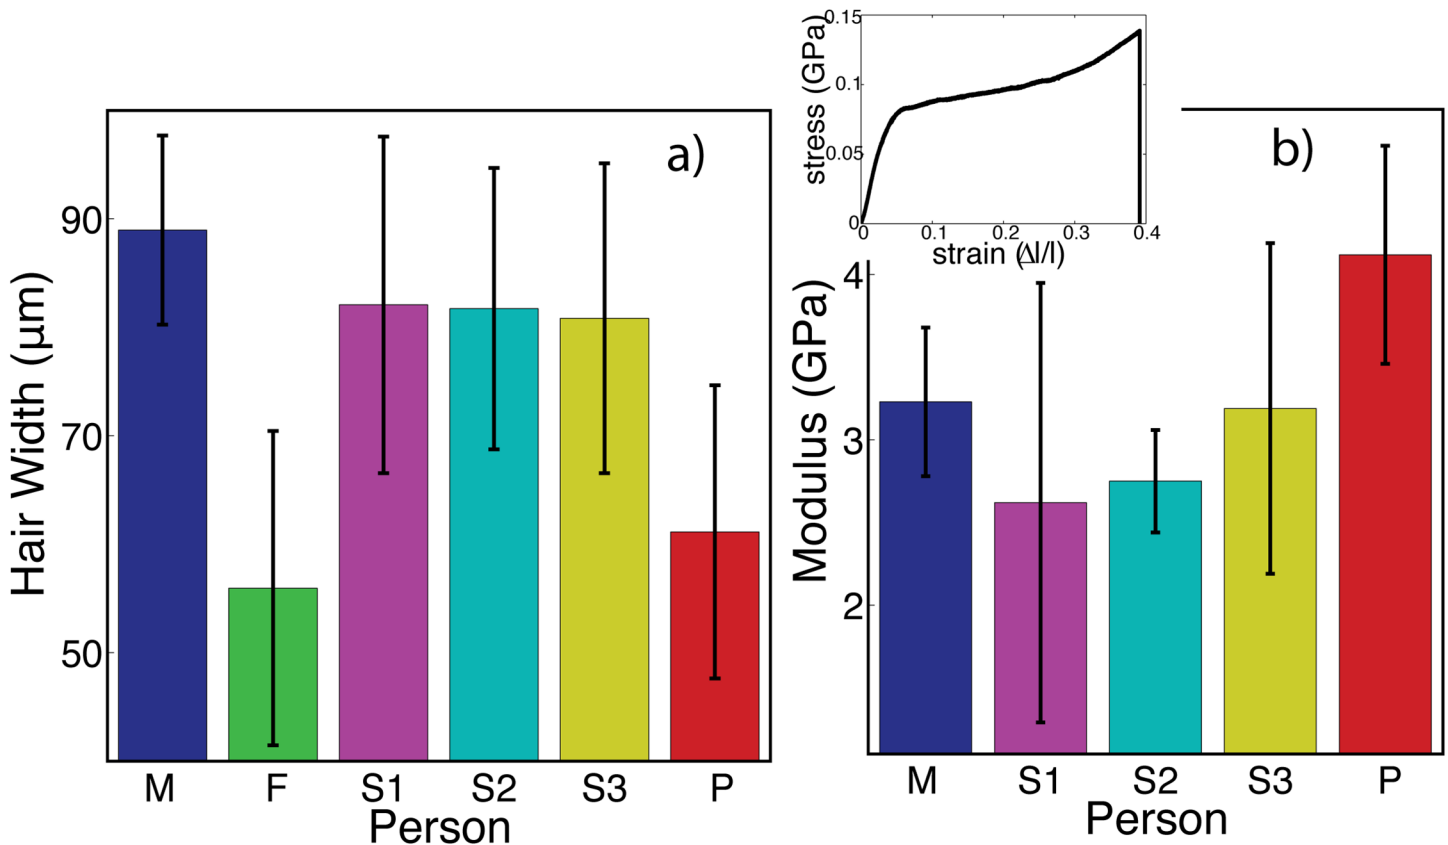 a)
90
70
50
Hair Width (μm)
M F S1 S2 S3 P
Person
0.15
0.1
0.05
0
stress (GPa)
0 0.1 0.2 0.3 0.4
strain (Δl/l)
b)
4
3
2
Modulus (GPa)
M S1 S2 S3 P
Person